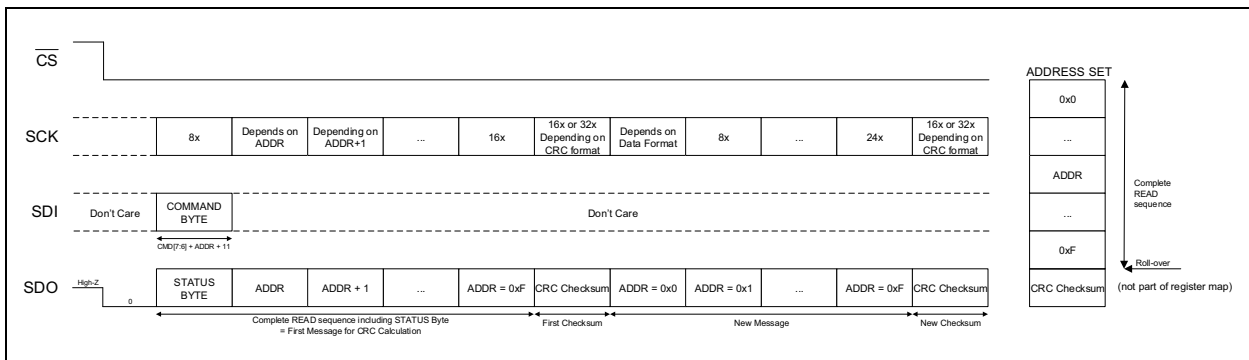 CS
ADDRESS SET
0x0
SCK
8x
Depends on
ADDR
Depending on
ADDR+1
...
16x
16x or 32x
Depending on
CRC format
Depends on
Data Format
8x
...
24x
16x or 32x
Depending on
CRC format
...
ADDR
Complete
READ
sequence
SDI
Don't Care
COMMAND
BYTE
Don't Care
...
CMD[7:6] + ADDR + 11
0xF
Roll-over
SDO
High-Z
0
STATUS
BYTE
ADDR
ADDR + 1
...
ADDR = 0xF
CRC Checksum
ADDR = 0x0
ADDR = 0x1
...
ADDR = 0xF
CRC Checksum
CRC Checksum
(not part of register map)
Complete READ sequence including STATUS Byte
= First Message for CRC Calculation
First Checksum
New Message
New Checksum